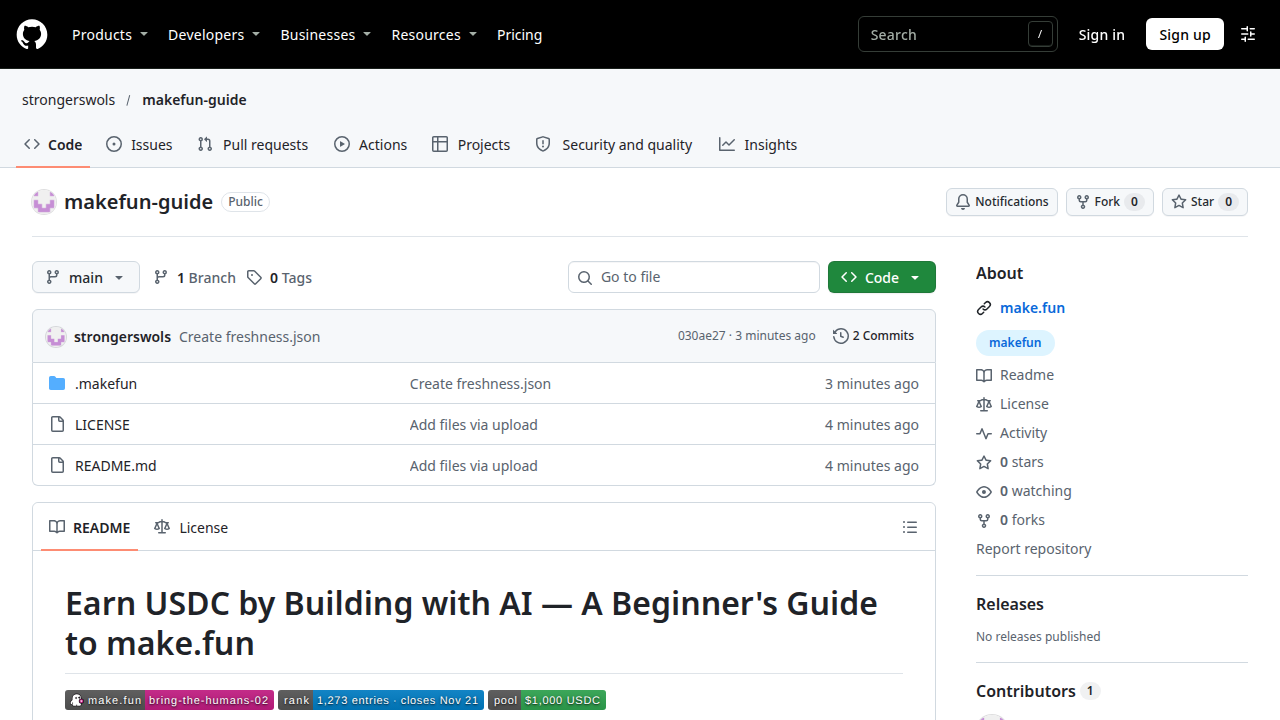 Products Developers Businesses Resources Pricing Search / Sign in Sign up
strongerswols / makefun-guide
Code Issues Pull requests Actions Projects Security and quality Insights
makefun-guide Public Notifications Fork 0 Star 0
main 1 Branch 0 Tags Go to file Code
strongerswols Create freshness.json 030ae27 · 3 minutes ago 2 Commits
.makefun Create freshness.json 3 minutes ago
LICENSE Add files via upload 4 minutes ago
README.md Add files via upload 4 minutes ago
README License
Earn USDC by Building with AI — A Beginner's Guide
to make.fun
make.fun bring-the-humans-02 rank 1,273 entries · closes Nov 21 pool $1,000 USDC
About
make.fun
makefun
Readme
License
Activity
0 stars
0 watching
0 forks
Report repository
Releases
No releases published
Contributors 1